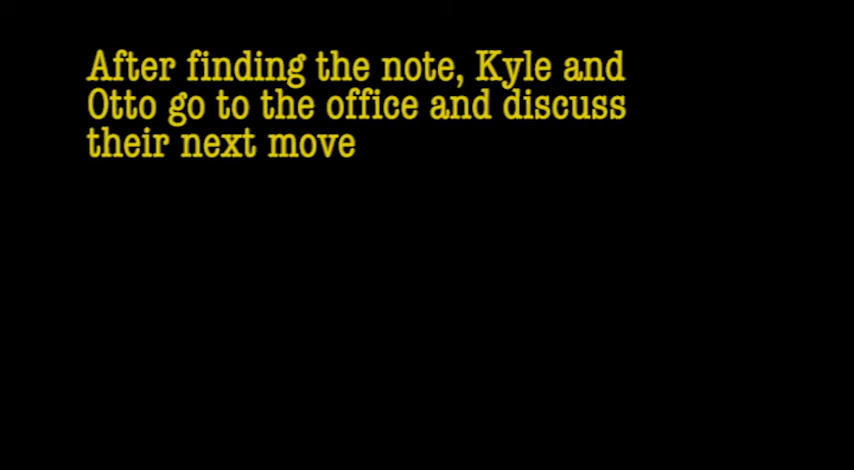 After finding the note, Kyle and
Otto go to the office and discuss
their next move